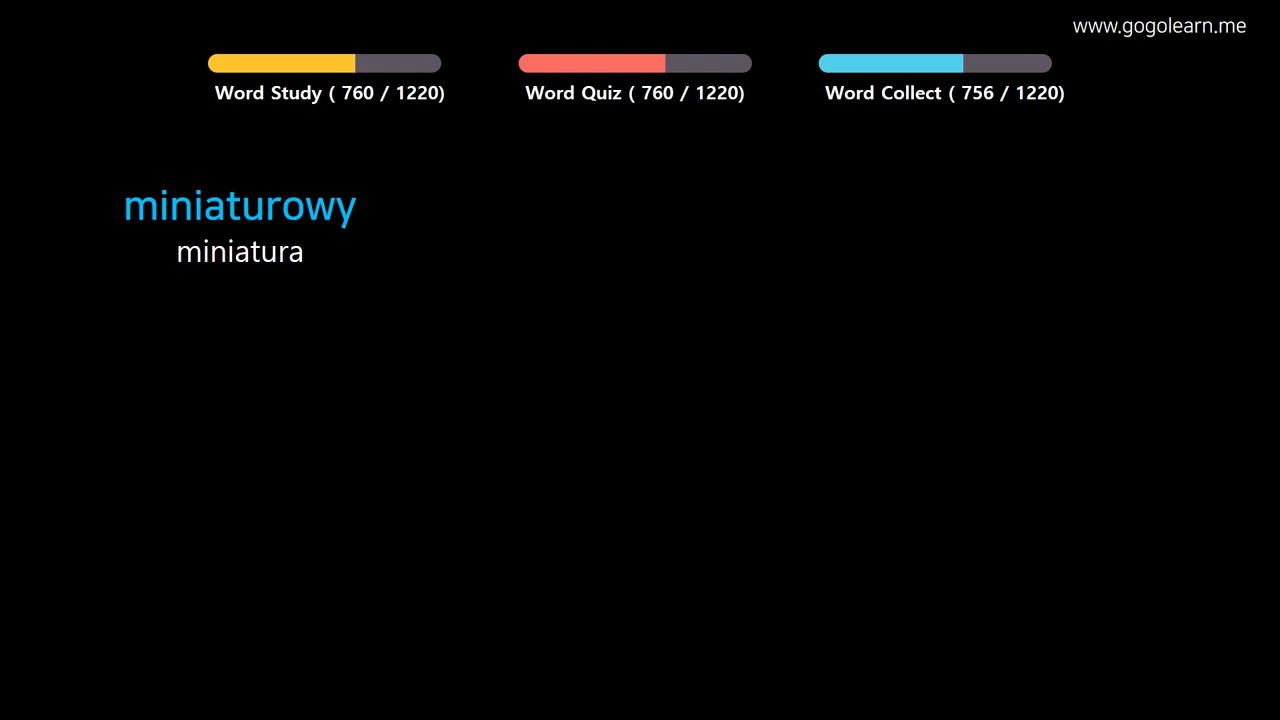 www.gogolearn.me
Word Study ( 760 / 1220)
Word Quiz ( 760 / 1220)
Word Collect ( 756 / 1220)
miniaturowy
miniatura